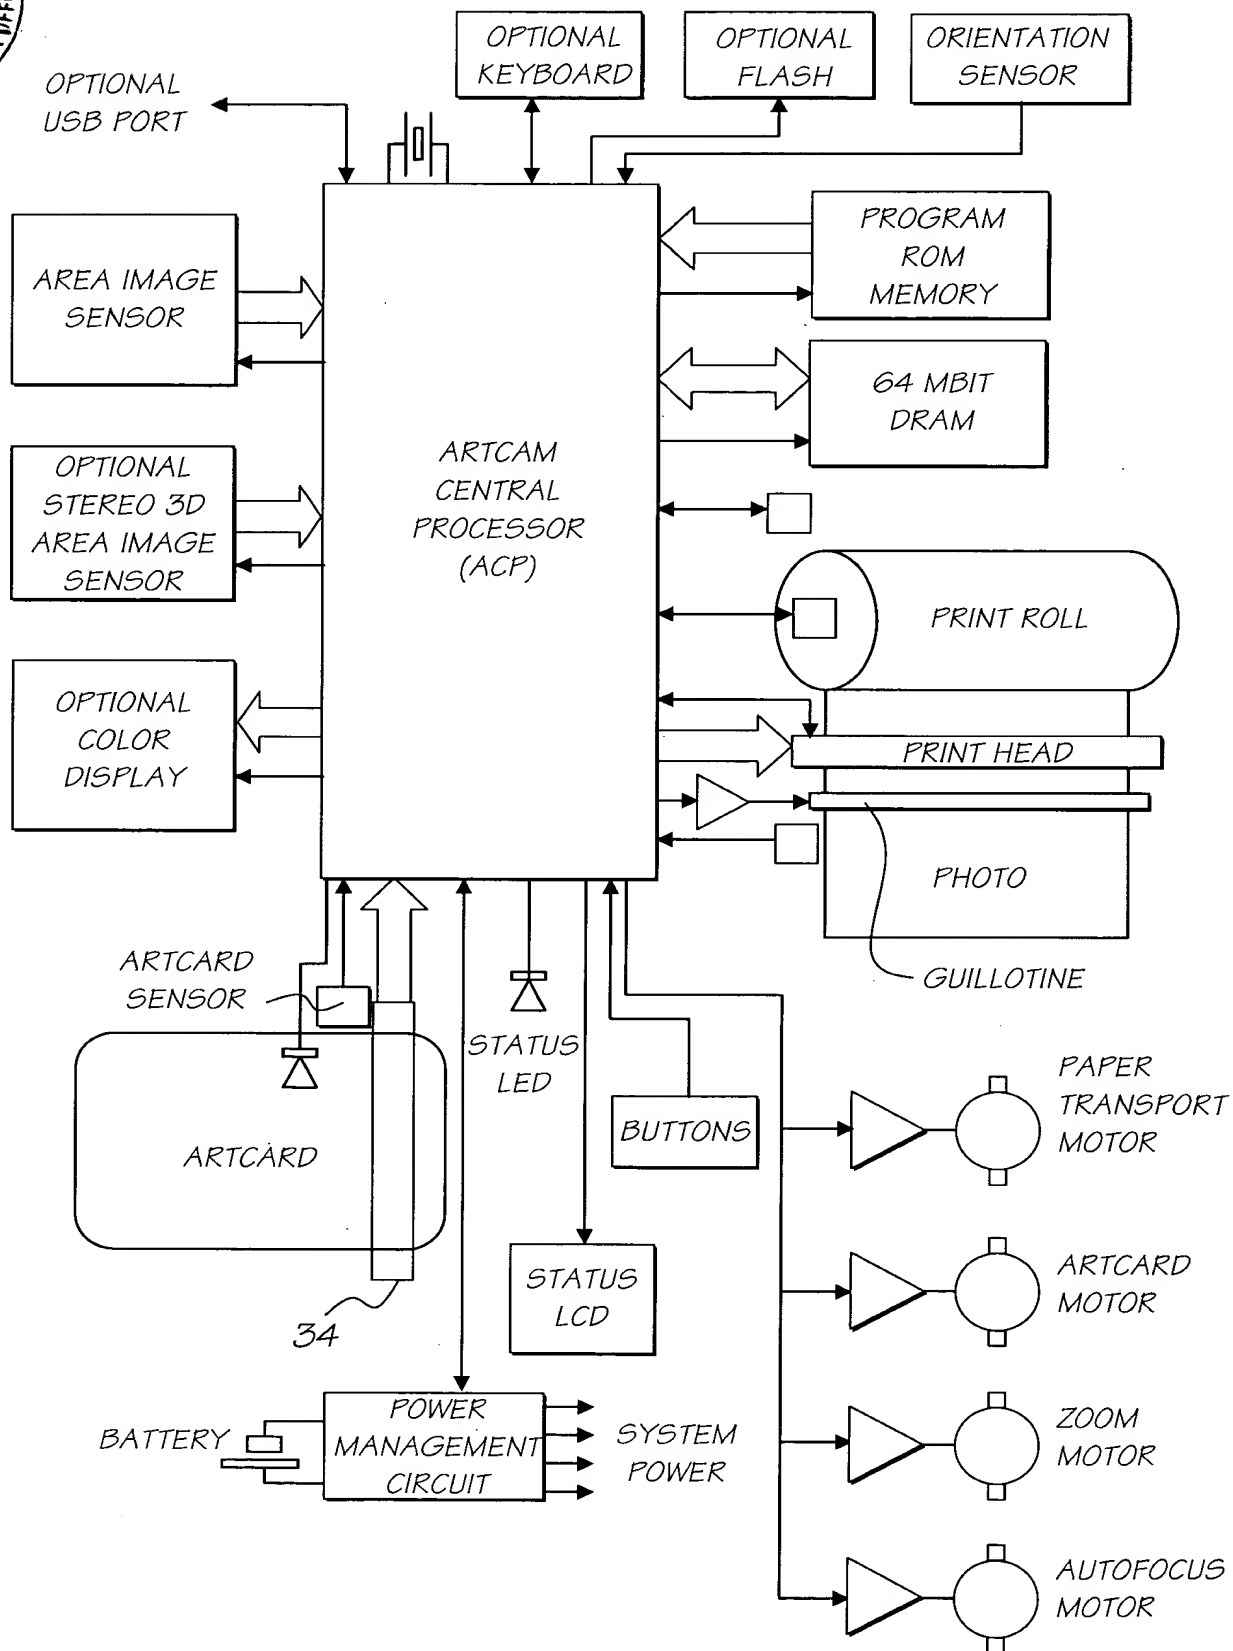 OPTIONAL
KEYBOARD
OPTIONAL
FLASH
ORIENTATION
SENSOR
OPTIONAL
USB PORT
AREA IMAGE
SENSOR
PROGRAM
ROM
MEMORY
64 MBIT
DRAM
OPTIONAL
STEREO 3D
AREA IMAGE
SENSOR
ARTCAM
CENTRAL
PROCESSOR
(ACP)
PRINT ROLL
OPTIONAL
COLOR
DISPLAY
PRINT HEAD
PHOTO
GUILLOTINE
ARTCARD
SENSOR
STATUS
LED
ARTCARD
BUTTONS
PAPER
TRANSPORT
MOTOR
STATUS
LCD
34
ARTCARD
MOTOR
BATTERY
POWER
MANAGEMENT
CIRCUIT
SYSTEM
POWER
ZOOM
MOTOR
AUTOFOCUS
MOTOR